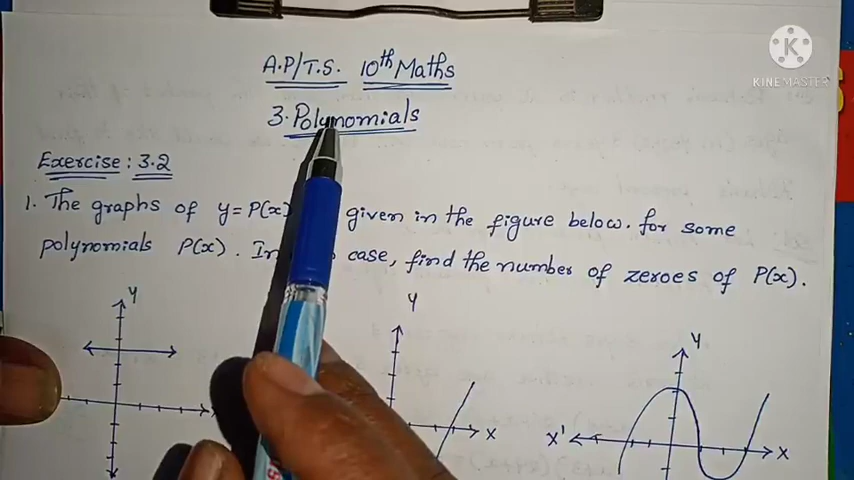 A.P/T.S. 10th Maths
3. Polynomials
Exercise: 3.2
1. The graphs of y=P(x) given in the figure below. for some
polynomials P(x). In case, find the number of zeroes of P(x).
Y Y Y
X X' X
KINEMASTER